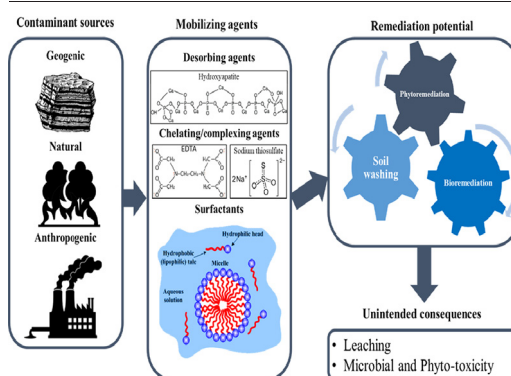 Contaminant sources
Geogenic
Natural
Anthropogenic
Mobilizing agents
Desorbing agents
Hydroxyapatite
Chelating/complexing agents
EDTA
Sodium thiosulfate
2Na⁺
2−
Surfactants
Hydrophilic head
Hydrophobic
(lipophilic) talc
Micelle
Aqueous
solution
Remediation potential
Phytoremediation
Soil
washing
Bioremediation
Unintended consequences
• Leaching
• Microbial and Phyto-toxicity